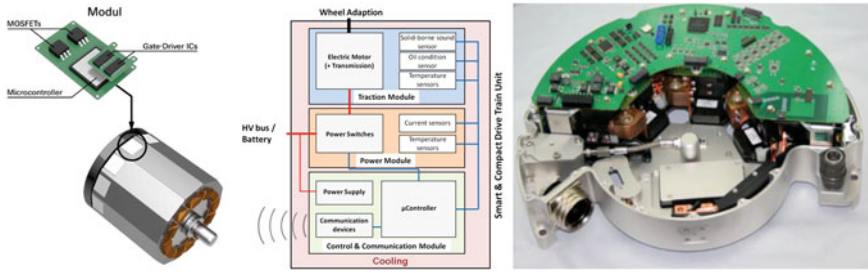 Modul
MOSFETs
Gate-Driver ICs
Microcontroller
Wheel Adaption
Electric Motor
(+ Transmission)
Solid-borne sound
sensor
Oil condition
sensor
Temperature
sensors
Traction Module
HV bus /
Battery
Power Switches
Current sensors
Temperature
sensors
Power Module
Power Supply
Communication
devices
µController
Control & Communication Module
Cooling
Smart & Compact Drive Train Unit